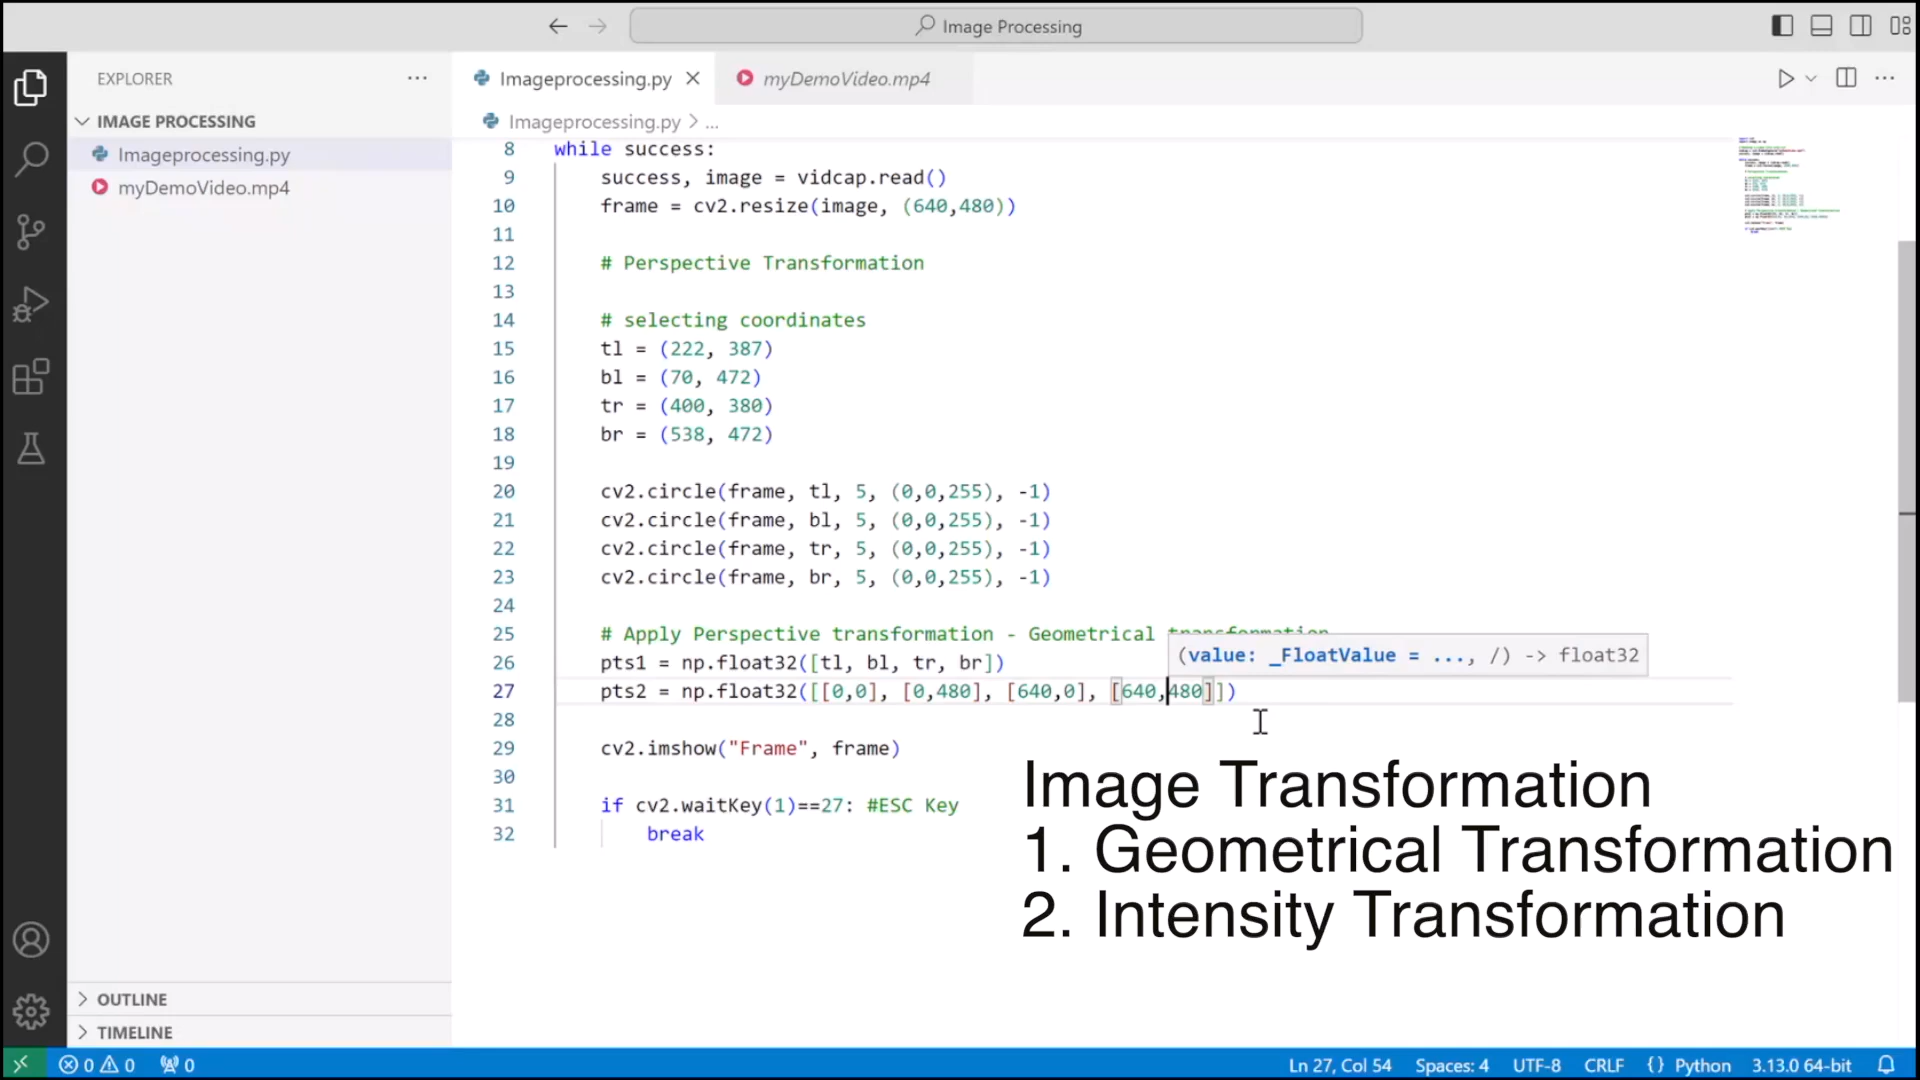 Image Processing
EXPLORER
IMAGE PROCESSING
Imageprocessing.py
myDemoVideo.mp4
OUTLINE
TIMELINE
Imageprocessing.py
myDemoVideo.mp4
Imageprocessing.py > ...
8 while success:
9 success, image = vidcap.read()
10 frame = cv2.resize(image, (640,480))
11
12 # Perspective Transformation
13
14 # selecting coordinates
15 tl = (222, 387)
16 bl = (70, 472)
17 tr = (400, 380)
18 br = (538, 472)
19
20 cv2.circle(frame, tl, 5, (0,0,255), -1)
21 cv2.circle(frame, bl, 5, (0,0,255), -1)
22 cv2.circle(frame, tr, 5, (0,0,255), -1)
23 cv2.circle(frame, br, 5, (0,0,255), -1)
24
25 # Apply Perspective transformation - Geometrical transformation
(value: _FloatValue = ..., /) -> float32
26 pts1 = np.float32([tl, bl, tr, br])
27 pts2 = np.float32([[0,0], [0,480], [640,0], [640,480]])
28
29 cv2.imshow("Frame", frame)
30
31 if cv2.waitKey(1)==27: #ESC Key
32 break
Image Transformation
1. Geometrical Transformation
2. Intensity Transformation
0 0 0 Ln 27, Col 54 Spaces: 4 UTF-8 CRLF {} Python 3.13.0 64-bit